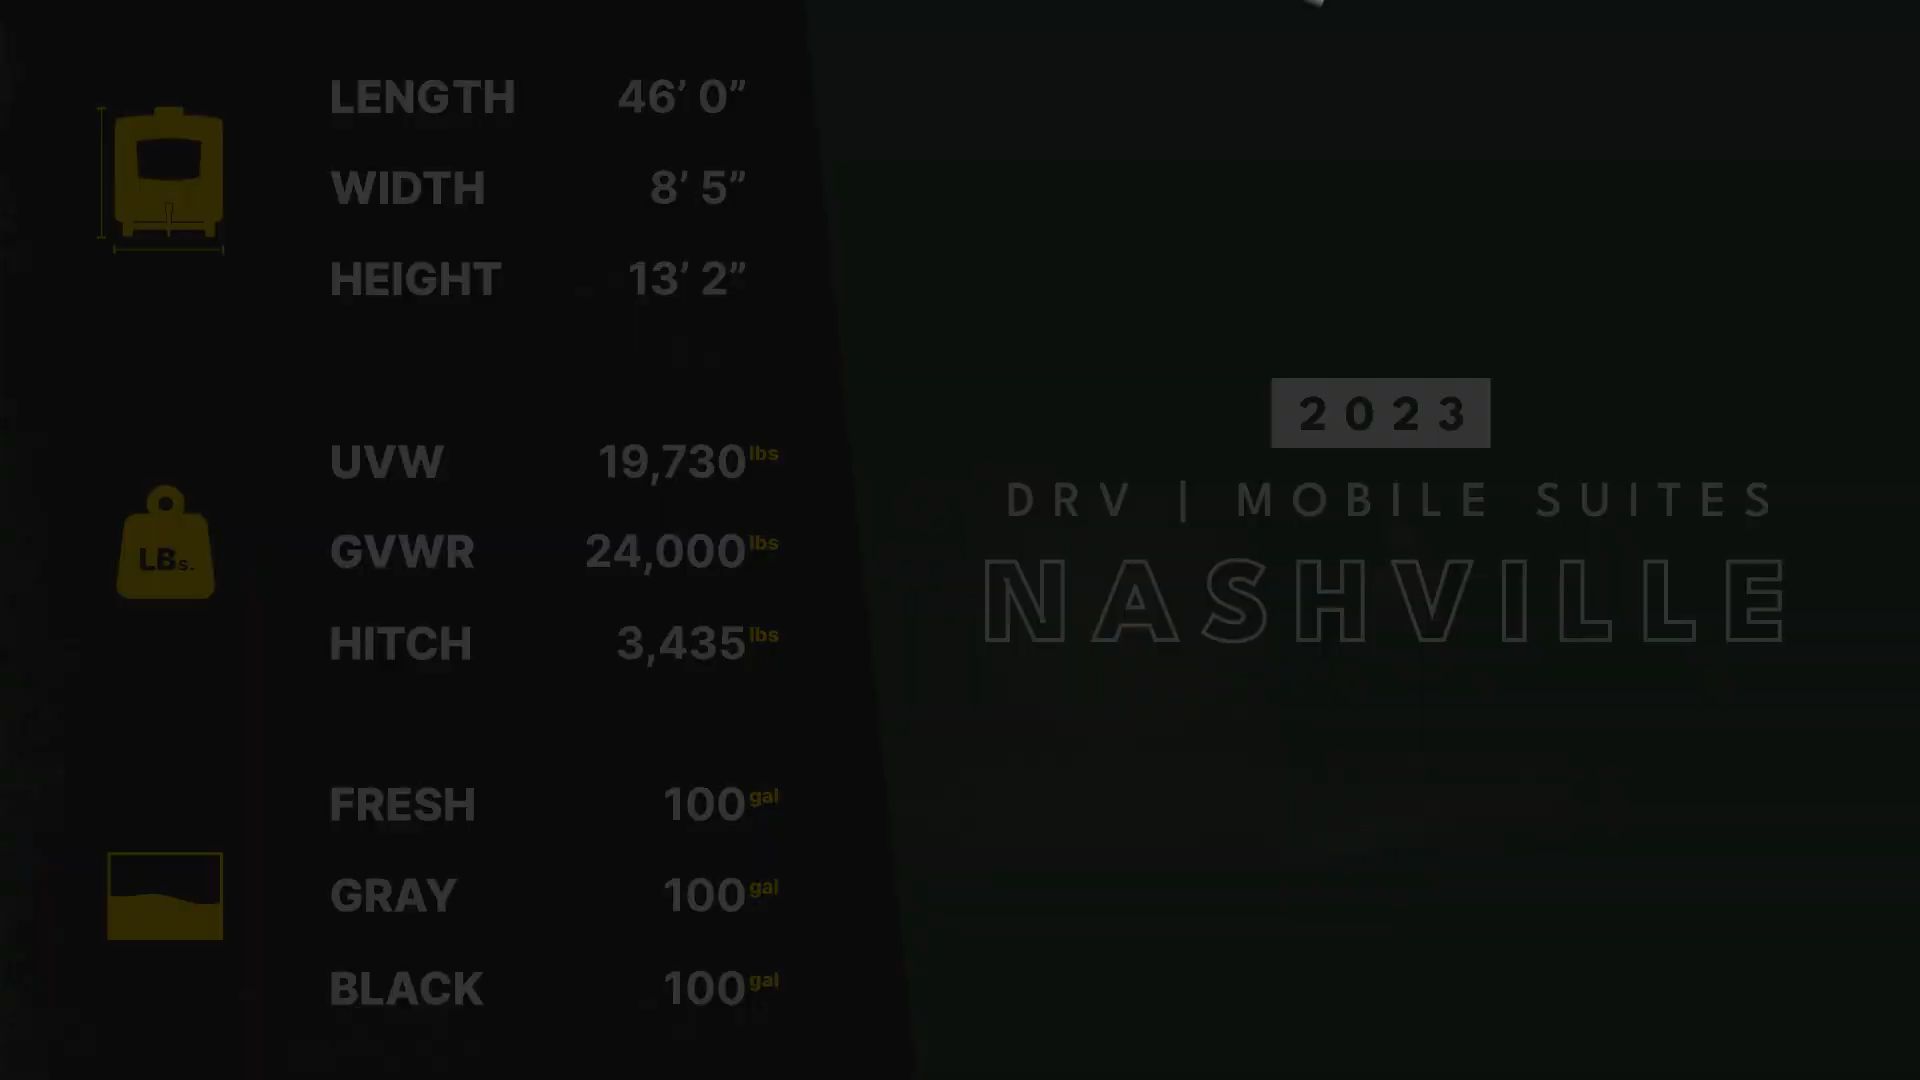 LENGTH 46’ 0”
WIDTH 8’ 5”
HEIGHT 13’ 2”
LBs.
UVW 19,730 lbs
GVWR 24,000 lbs
HITCH 3,435 lbs
FRESH 100 gal
GRAY 100 gal
BLACK 100 gal
2023
DRV | MOBILE SUITES
NASHVILLE